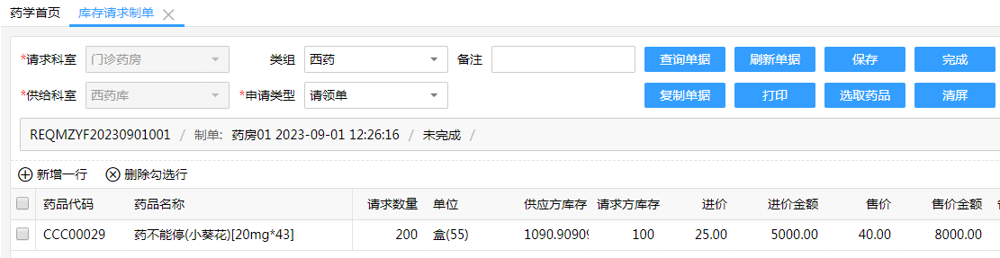 药学首页 库存请求制单
*请求科室 门诊药房 类组 西药 备注 查询单据 刷新单据 保存 完成
*供给科室 西药库 *申请类型 请领单 复制单据 打印 选取药品 清屏
REQMZYF20230901001 / 制单: 药房01 2023-09-01 12:26:16 / 未完成 /
新增一行 删除勾选行
药品代码 药品名称 请求数量 单位 供应方库存 请求方库存 进价 进价金额 售价 售价金额
CCC00029 药不能停(小葵花)[20mg*43] 200 盒(55) 1090.9090 100 25.00 5000.00 40.00 8000.00